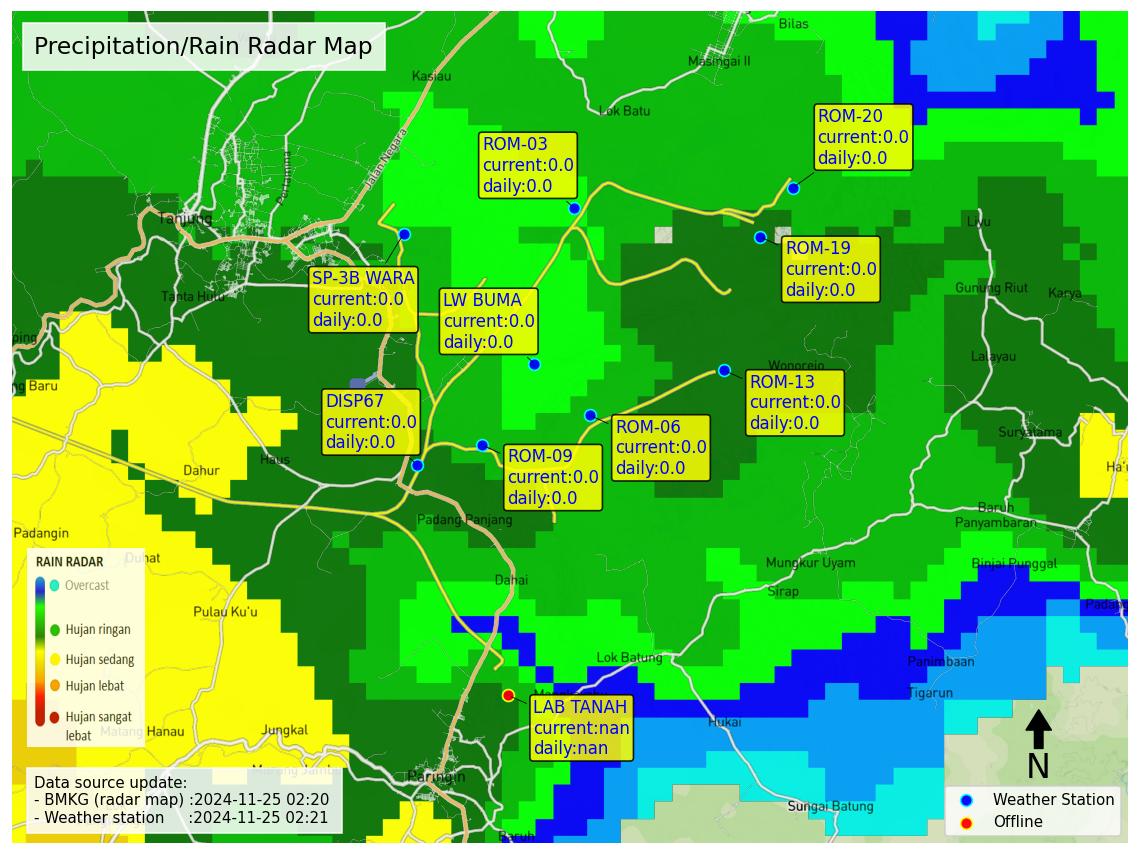 Precipitation/Rain Radar Map
Bilas
Masingai II
Kasiau
Lok Batu
ROM-20
current:0.0
daily:0.0
ROM-03
current:0.0
daily:0.0
Jalan Negara
Pertamina
Tanjung
Liyu
ROM-19
current:0.0
daily:0.0
SP-3B WARA
current:0.0
daily:0.0
Tanta Hulu
LW BUMA
current:0.0
daily:0.0
Gunung Riut
Karya
ping
Lalayau
Wonorejo
ng Baru
ROM-13
current:0.0
daily:0.0
DISP67
current:0.0
daily:0.0
ROM-06
current:0.0
daily:0.0
Suryatama
Haus
Dahur
ROM-09
current:0.0
daily:0.0
Ha'u
Baruh
Panyambaran
Padang Panjang
Padangin
Duhat
Mungkur Uyam
Binjai Punggal
Dahai
Sirap
Padang
Pulau Ku'u
RAIN RADAR
Overcast
Hujan ringan
Hujan sedang
Hujan lebat
Hujan sangat
lebat
Lok Batung
Panimbaan
Tigarun
LAB TANAH
current:nan
daily:nan
Hukai
Matang Hanau
Jungkal
Paringin
N
Data source update:
- BMKG (radar map) :2024-11-25 02:20
- Weather station :2024-11-25 02:21
Sungai Batung
Weather Station
Offline
Baruh